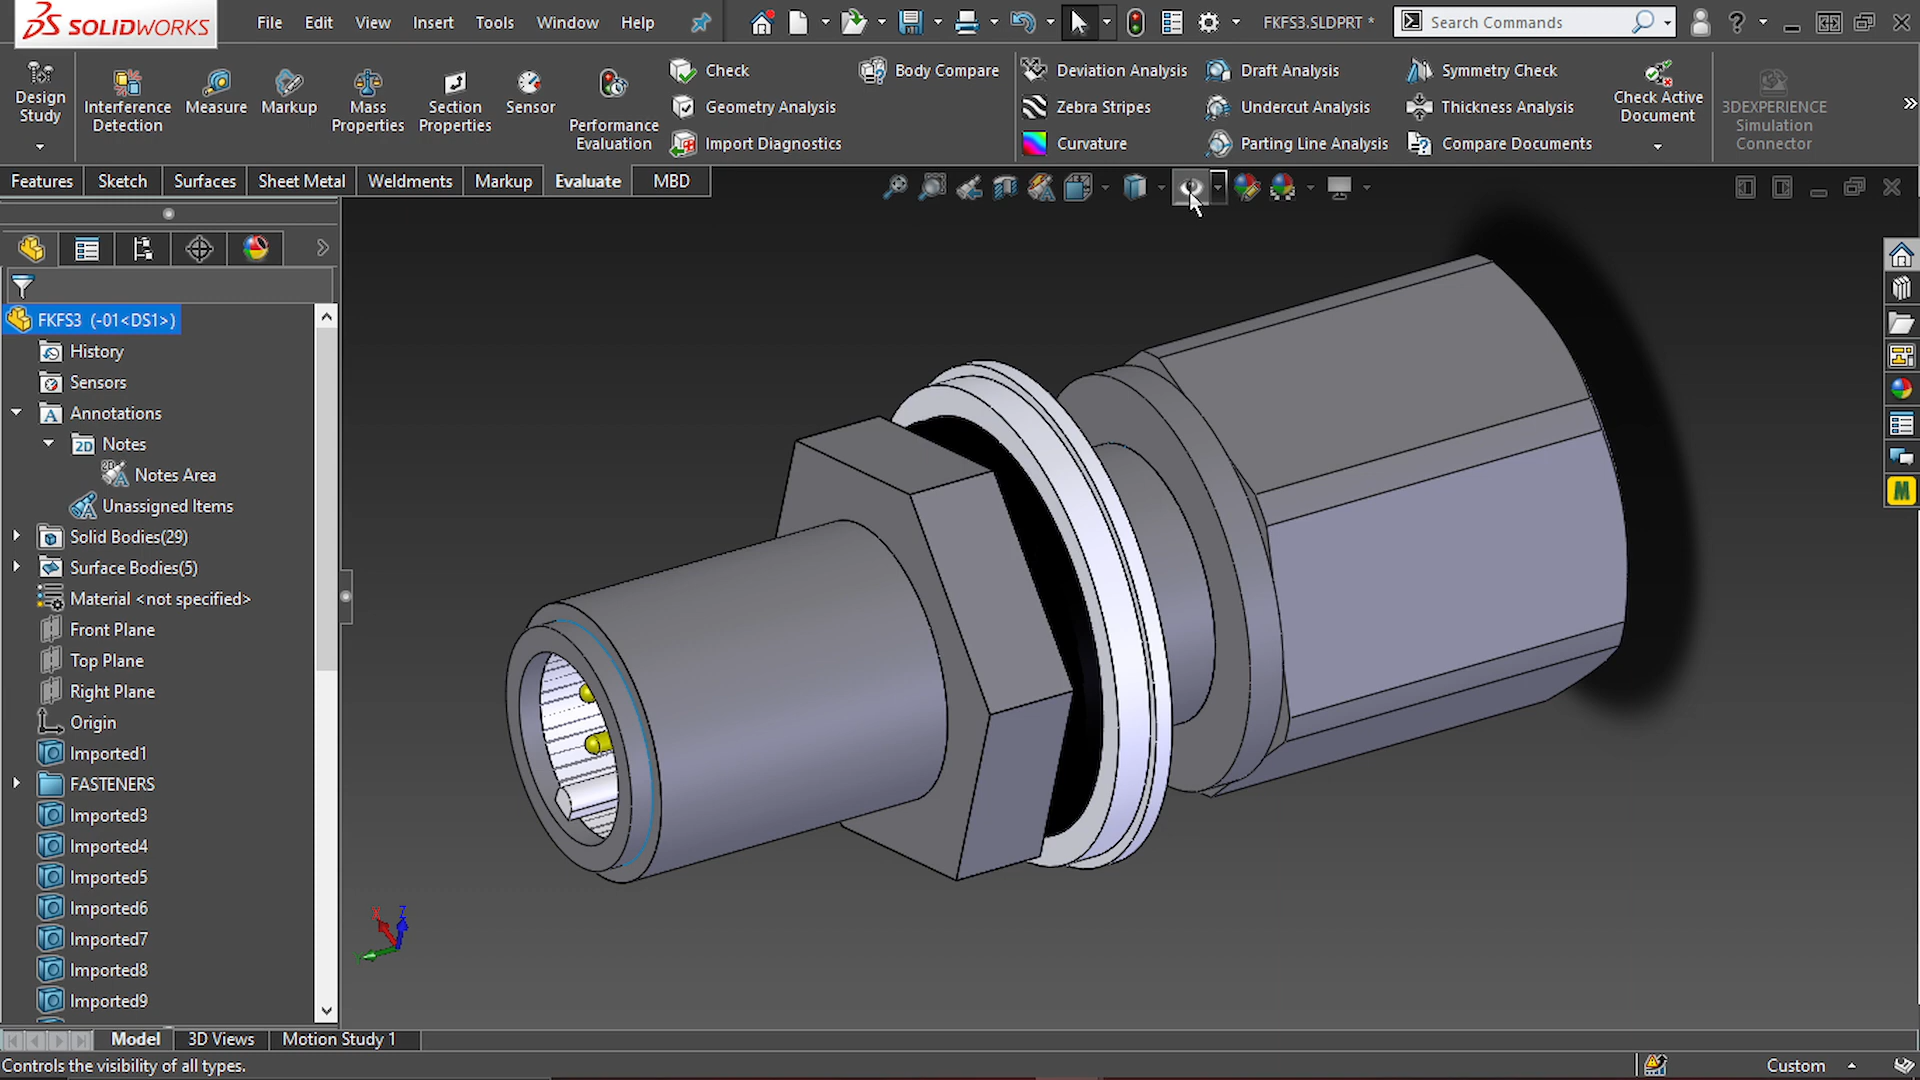 SOLIDWORKS
File Edit View Insert Tools Window Help
FKFS3.SLDPRT *
Search Commands
Design Study
Interference Detection
Measure
Markup
Mass Properties
Section Properties
Sensor
Performance Evaluation
Check
Geometry Analysis
Import Diagnostics
Body Compare
Deviation Analysis
Zebra Stripes
Curvature
Draft Analysis
Undercut Analysis
Parting Line Analysis
Symmetry Check
Thickness Analysis
Compare Documents
Check Active Document
3DEXPERIENCE Simulation Connector
Features Sketch Surfaces Sheet Metal Weldments Markup Evaluate MBD
FKFS3 (-01<DS1>)
History
Sensors
Annotations
2D Notes
Notes Area
Unassigned Items
Solid Bodies(29)
Surface Bodies(5)
Material <not specified>
Front Plane
Top Plane
Right Plane
Origin
Imported1
FASTENERS
Imported3
Imported4
Imported5
Imported6
Imported7
Imported8
Imported9
Model 3D Views Motion Study 1
Controls the visibility of all types.
Custom